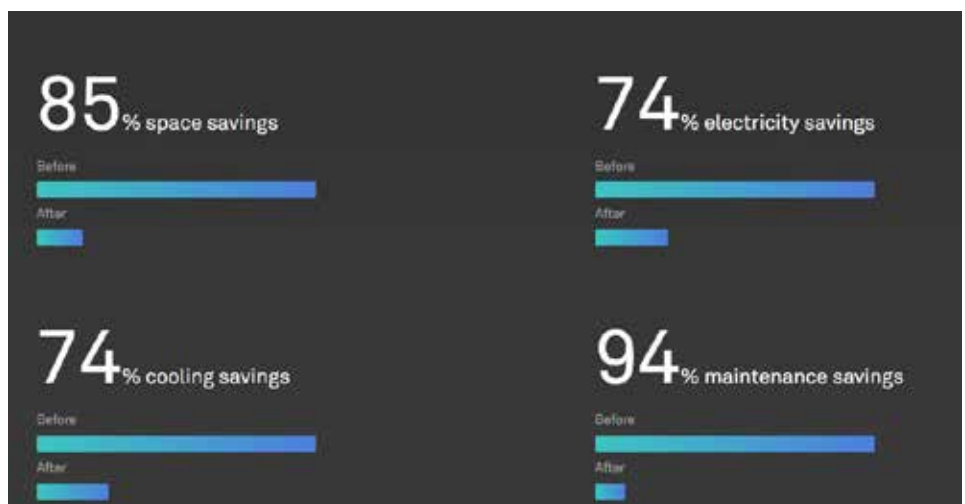 85% space savings
Before
After
74% electricity savings
Before
After
74% cooling savings
Before
After
94% maintenance savings
Before
After